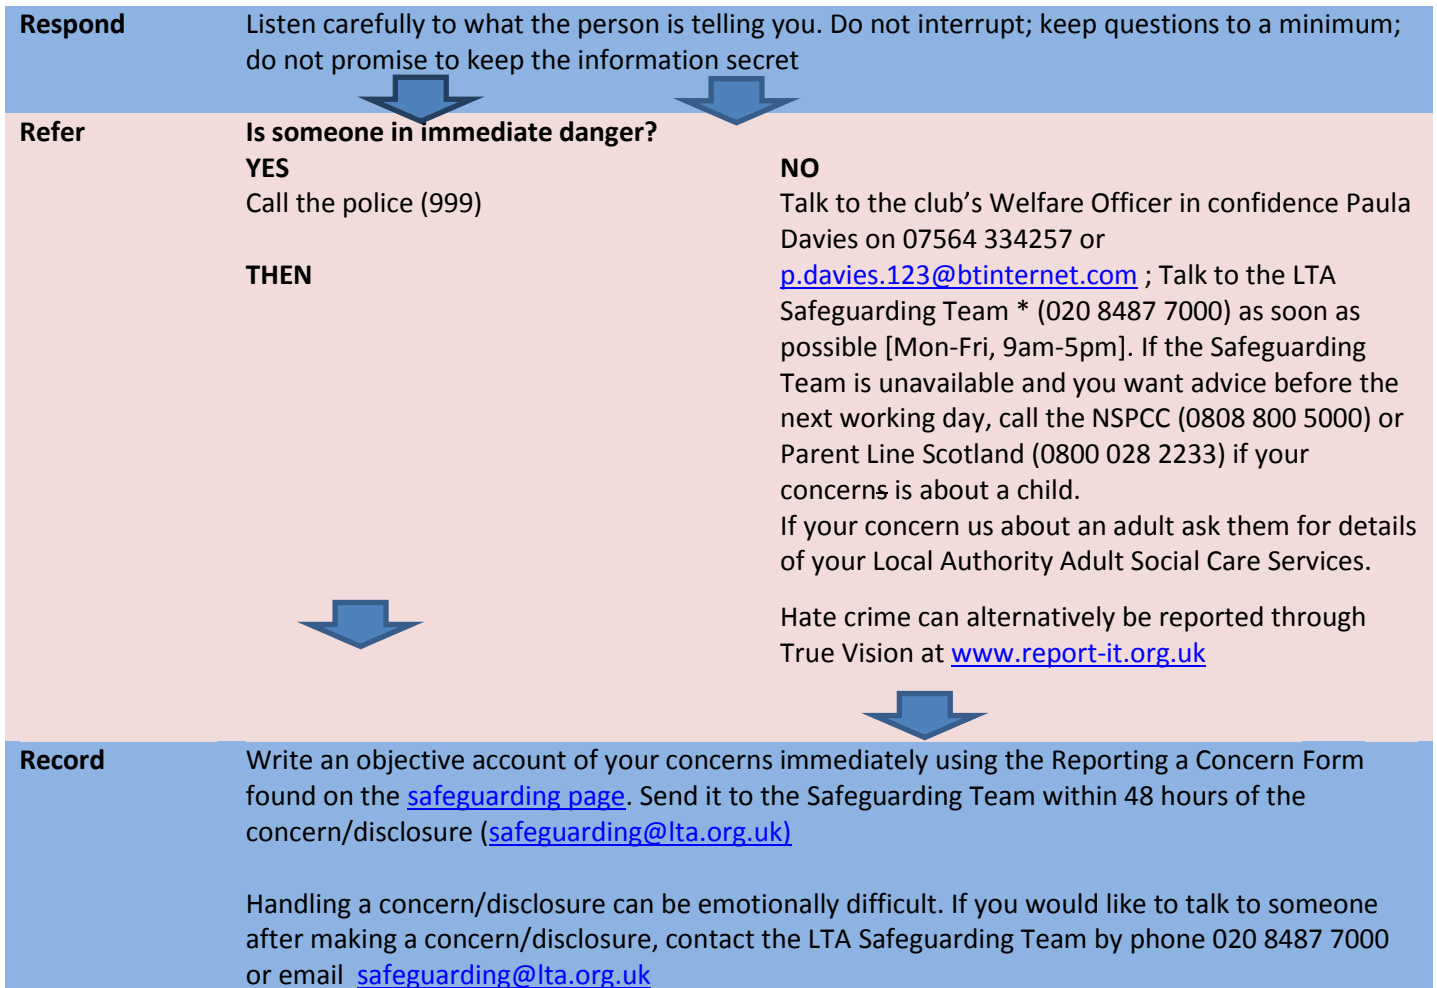 Respond
Listen carefully to what the person is telling you. Do not interrupt; keep questions to a minimum;
do not promise to keep the information secret
Refer
Is someone in immediate danger?
YES
Call the police (999)
THEN
NO
Talk to the club’s Welfare Officer in confidence Paula
Davies on 07564 334257 or
p.davies.123@btinternet.com ; Talk to the LTA
Safeguarding Team * (020 8487 7000) as soon as
possible [Mon-Fri, 9am-5pm]. If the Safeguarding
Team is unavailable and you want advice before the
next working day, call the NSPCC (0808 800 5000) or
Parent Line Scotland (0800 028 2233) if your
concerns is about a child.
If your concern us about an adult ask them for details
of your Local Authority Adult Social Care Services.
Hate crime can alternatively be reported through
True Vision at www.report-it.org.uk
Record
Write an objective account of your concerns immediately using the Reporting a Concern Form
found on the safeguarding page. Send it to the Safeguarding Team within 48 hours of the
concern/disclosure (safeguarding@lta.org.uk)
Handling a concern/disclosure can be emotionally difficult. If you would like to talk to someone
after making a concern/disclosure, contact the LTA Safeguarding Team by phone 020 8487 7000
or email safeguarding@lta.org.uk